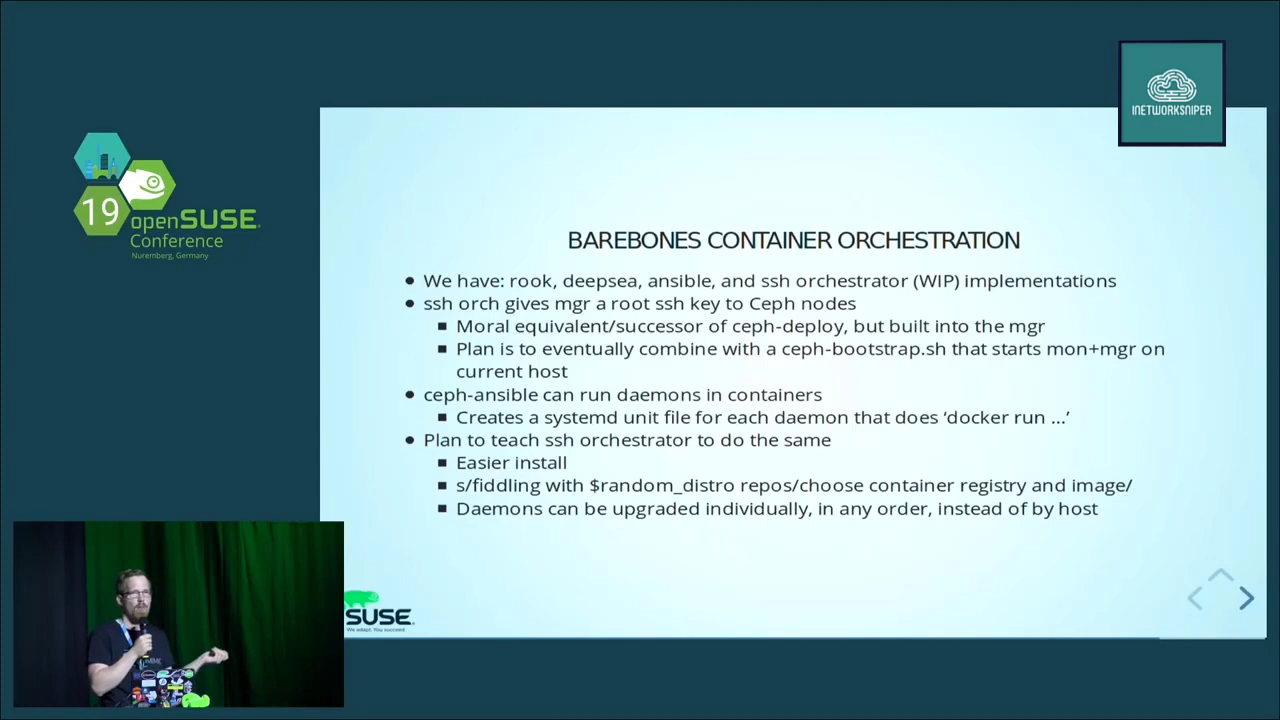 INETWORKSNIPER
19
openSUSE
Conference
Nuremberg, Germany
BAREBONES CONTAINER ORCHESTRATION
We have: rook, deepsea, ansible, and ssh orchestrator (WIP) implementations
ssh orch gives mgr a root ssh key to Ceph nodes
Moral equivalent/successor of ceph-deploy, but built into the mgr
Plan is to eventually combine with a ceph-bootstrap.sh that starts mon+mgr on
current host
ceph-ansible can run daemons in containers
Creates a systemd unit file for each daemon that does ‘docker run ...’
Plan to teach ssh orchestrator to do the same
Easier install
s/fiddling with $random_distro repos/choose container registry and image/
Daemons can be upgraded individually, in any order, instead of by host
SUSE
We adapt. You succeed.